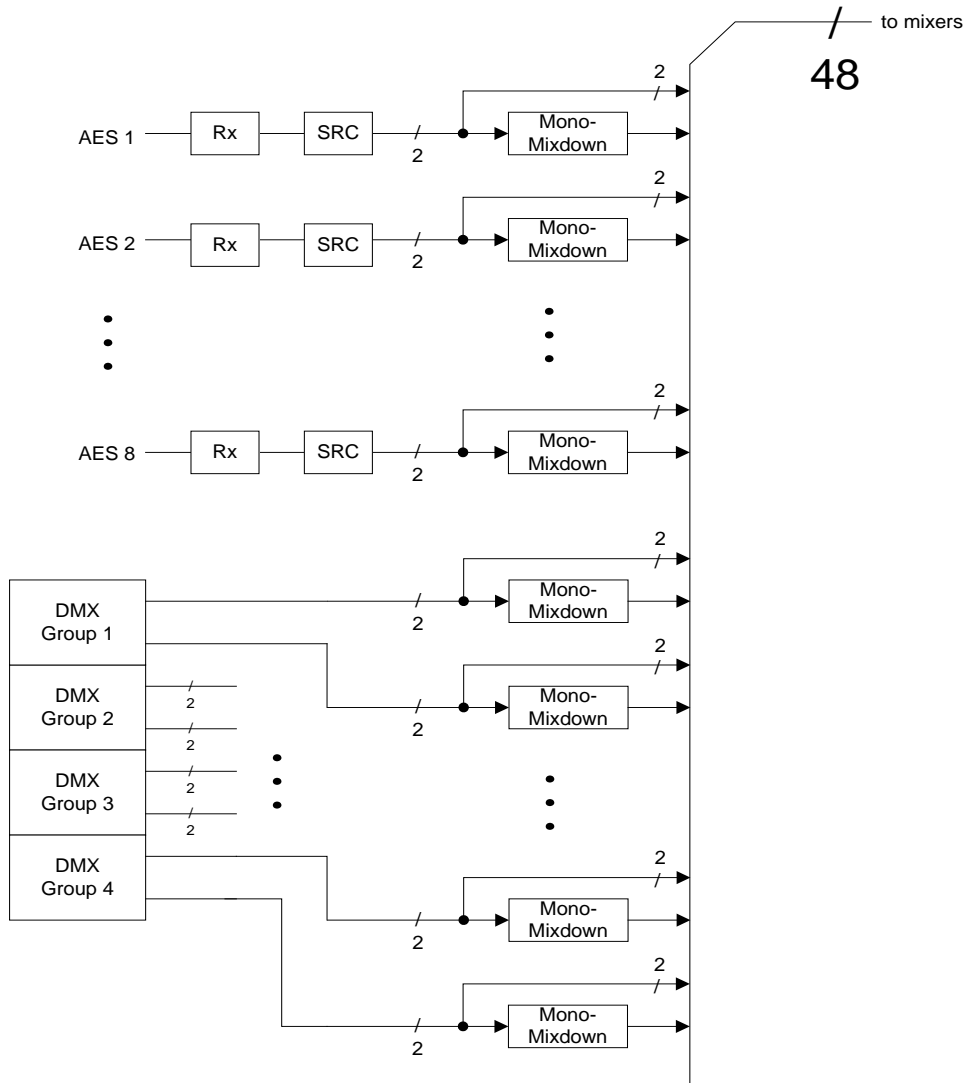 to mixers
48
2
AES 1
Rx
SRC
2
Mono-
Mixdown
2
AES 2
Rx
SRC
2
Mono-
Mixdown
2
AES 8
Rx
SRC
2
Mono-
Mixdown
2
DMX
Group 1
2
Mono-
Mixdown
2
DMX
Group 2
2
2
2
Mono-
Mixdown
DMX
Group 3
2
2
2
DMX
Group 4
2
Mono-
Mixdown
2
2
Mono-
Mixdown